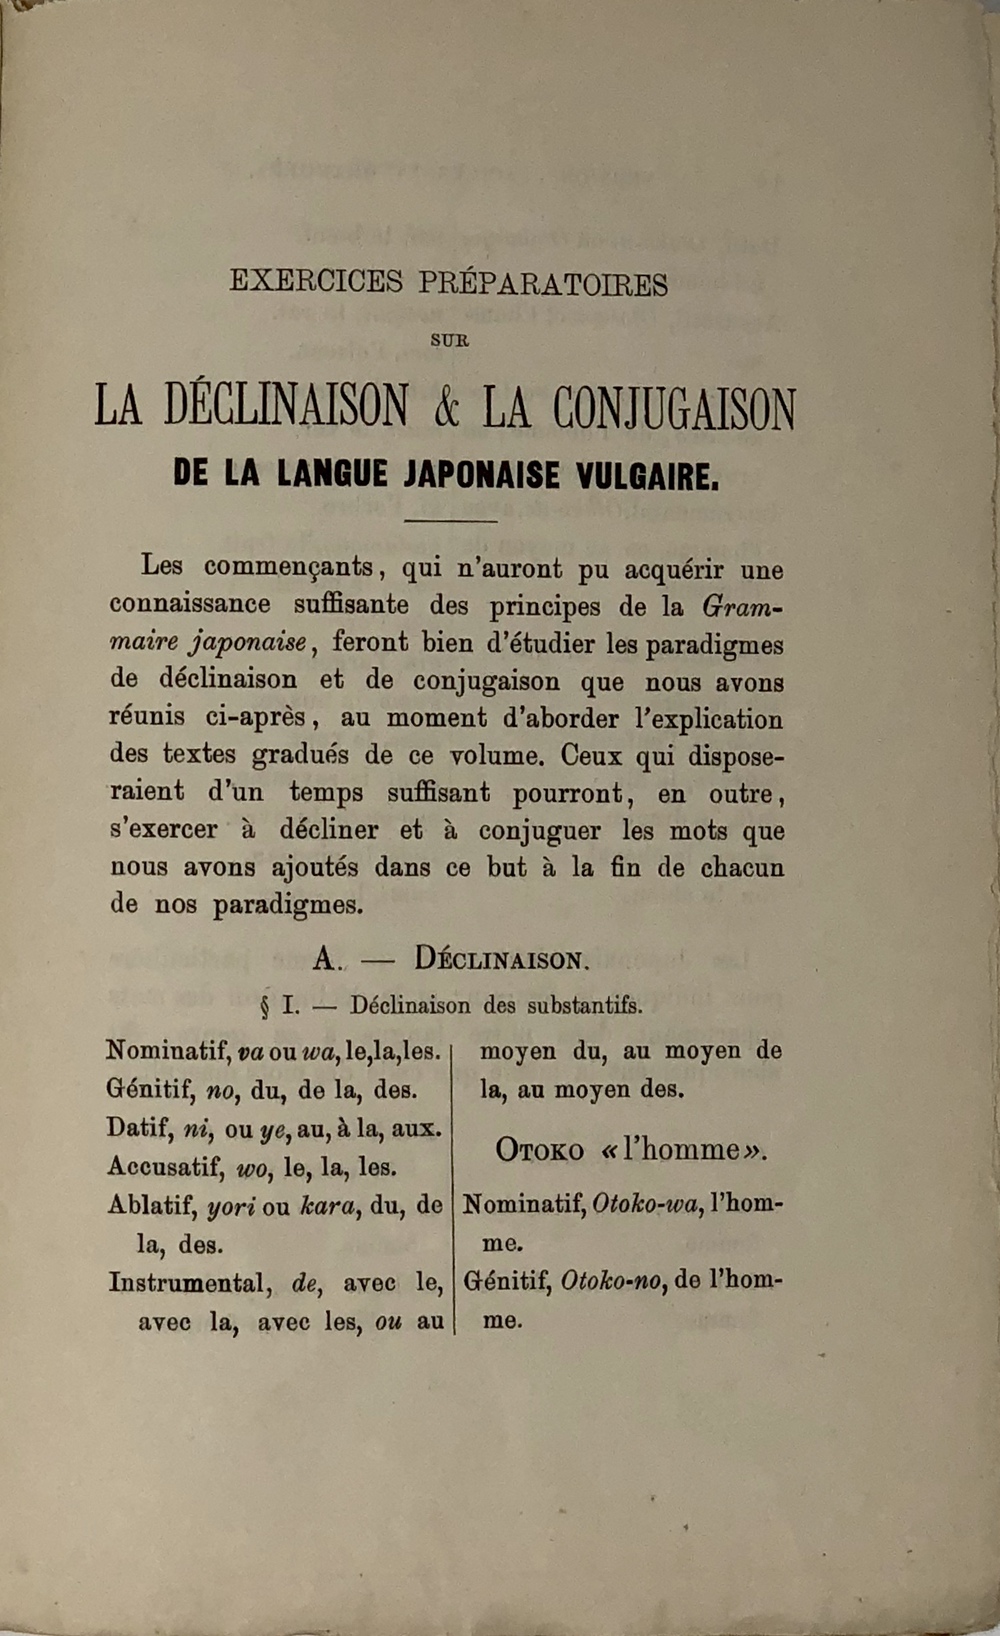 EXERCICES PRÉPARATOIRES
SUR
LA DÉCLINAISON & LA CONJUGAISON
DE LA LANGUE JAPONAISE VULGAIRE.
Les commençants, qui n'auront pu acquérir une
connaissance suffisante des principes de la Gram-
maire japonaise, feront bien d'étudier les paradigmes
de déclinaison et de conjugaison que nous avons
réunis ci-après, au moment d'aborder l'explication
des textes gradués de ce volume. Ceux qui dispose-
raient d'un temps suffisant pourront, en outre,
s'exercer à décliner et à conjuguer les mots que
nous avons ajoutés dans ce but à la fin de chacun
de nos paradigmes.
A. — DÉCLINAISON.
§ I. — Déclinaison des substantifs.
Nominatif, va ou wa, le, la, les.
Génitif, no, du, de la, des.
Datif, ni, ou ye, au, à la, aux.
Accusatif, wo, le, la, les.
Ablatif, yori ou kara, du, de
la, des.
Instrumental, de, avec le,
avec la, avec les, ou au
moyen du, au moyen de
la, au moyen des.
OTOKO «l'homme».
Nominatif, Otoko-wa, l'hom-
me.
Génitif, Otoko-no, de l'hom-
me.